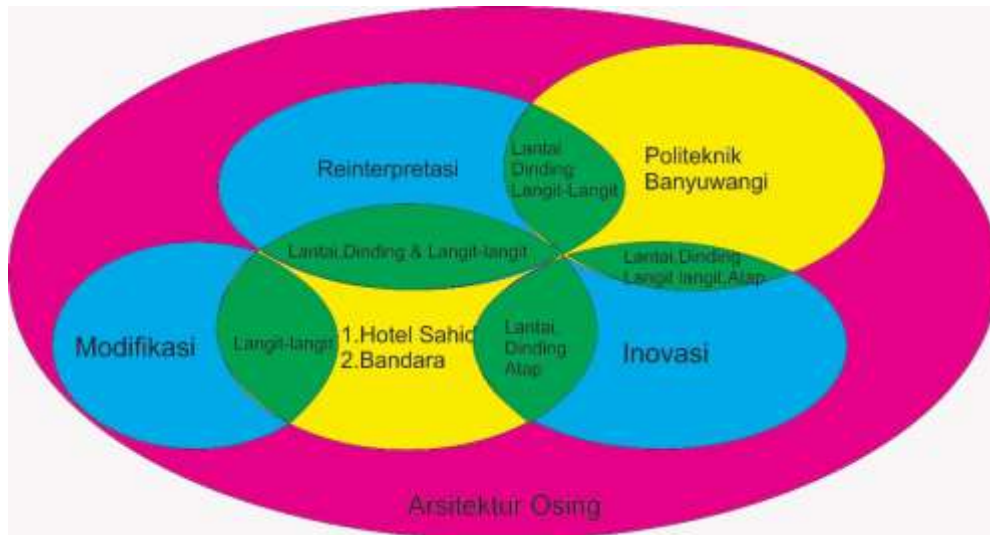 Reinterpretasi
Lantai
Dinding
Langit-Langit
Politeknik
Banyuwangi
Lantai,Dinding & Langit-langit
Lantai,Dinding
Langit langit,Atap
Modifikasi
Langit-langit
1.Hotel Sahid
2.Bandara
Lantai,
Dinding
Atap
Inovasi
Arsitektur Osing